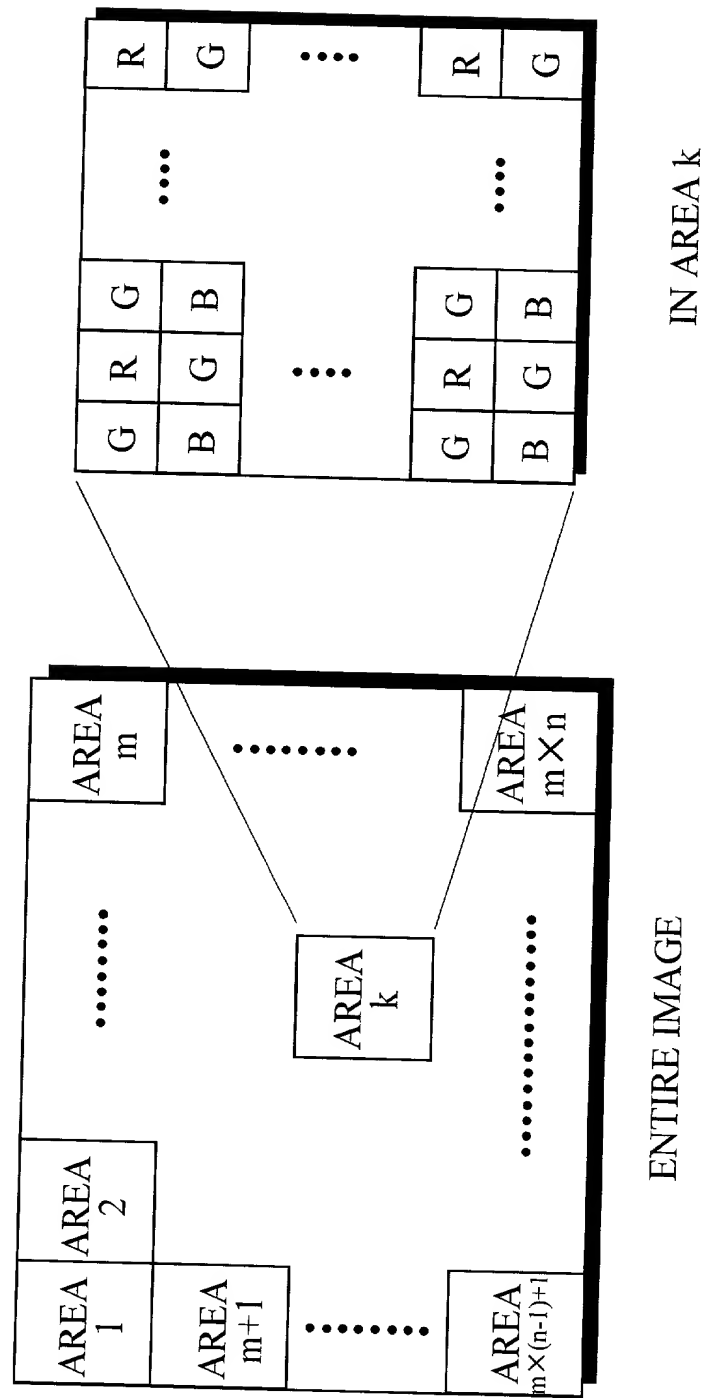 AREA
1
AREA
2
AREA
m
AREA
m+1
AREA
k
AREA
m×(n-1)+1
AREA
m×n
ENTIRE IMAGE
G R G R
B G B G
G R G R
B G B G
IN AREA k